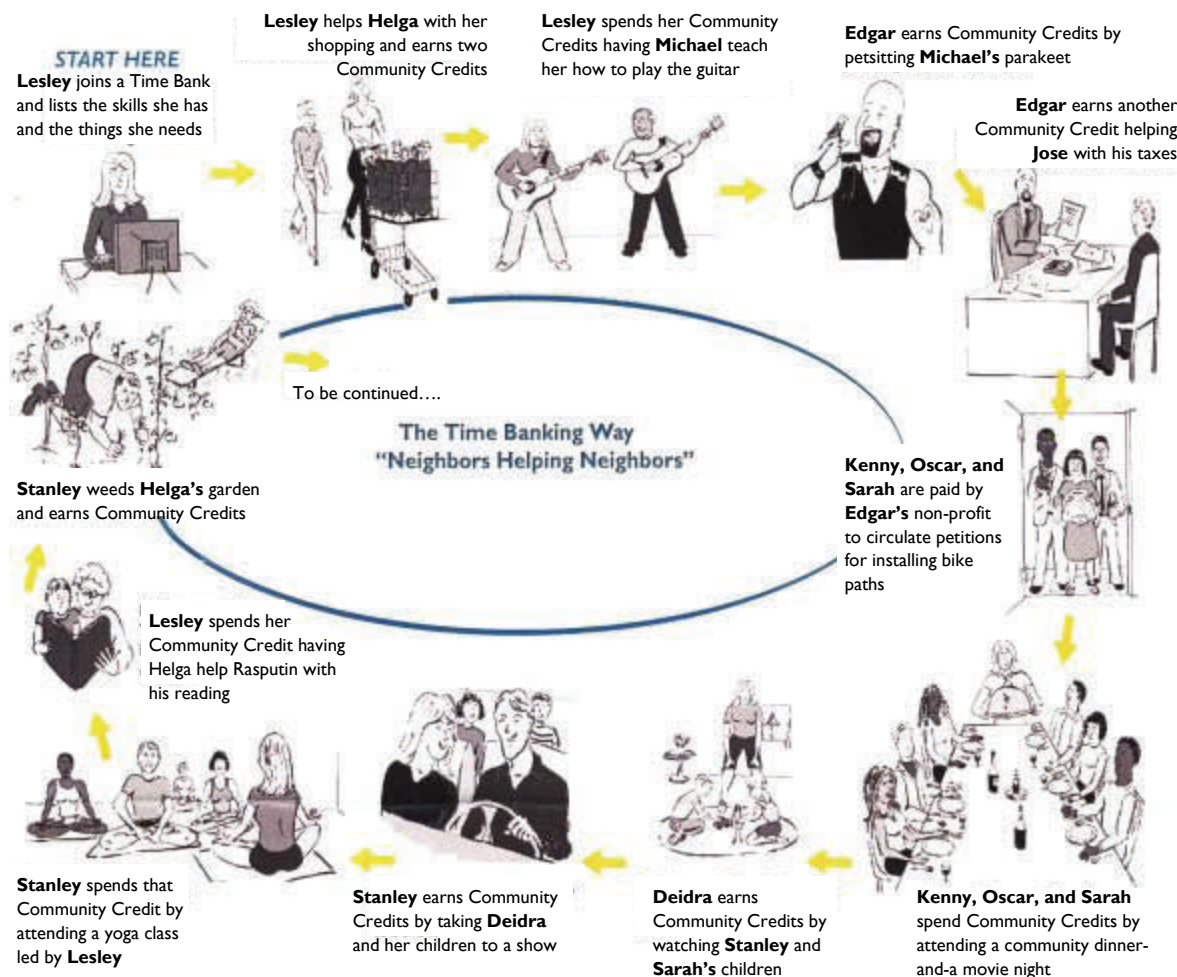 START HERE
Lesley joins a Time Bank
and lists the skills she has
and the things she needs
Lesley helps Helga with her
shopping and earns two
Community Credits
Lesley spends her Community
Credits having Michael teach
her how to play the guitar
Edgar earns Community Credits by
petsitting Michael's parakeet
Edgar earns another
Community Credit helping
Jose with his taxes
Kenny, Oscar, and
Sarah are paid by
Edgar's non-profit
to circulate petitions
for installing bike
paths
Kenny, Oscar, and Sarah
spend Community Credits by
attending a community dinner-
and-a movie night
Deidra earns
Community Credits by
watching Stanley and
Sarah's children
Stanley earns Community
Credits by taking Deidra
and her children to a show
Stanley spends that
Community Credit by
attending a yoga class
led by Lesley
Lesley spends her
Community Credit having
Helga help Rasputin with
his reading
Stanley weeds Helga's garden
and earns Community Credits
To be continued….
The Time Banking Way
"Neighbors Helping Neighbors"